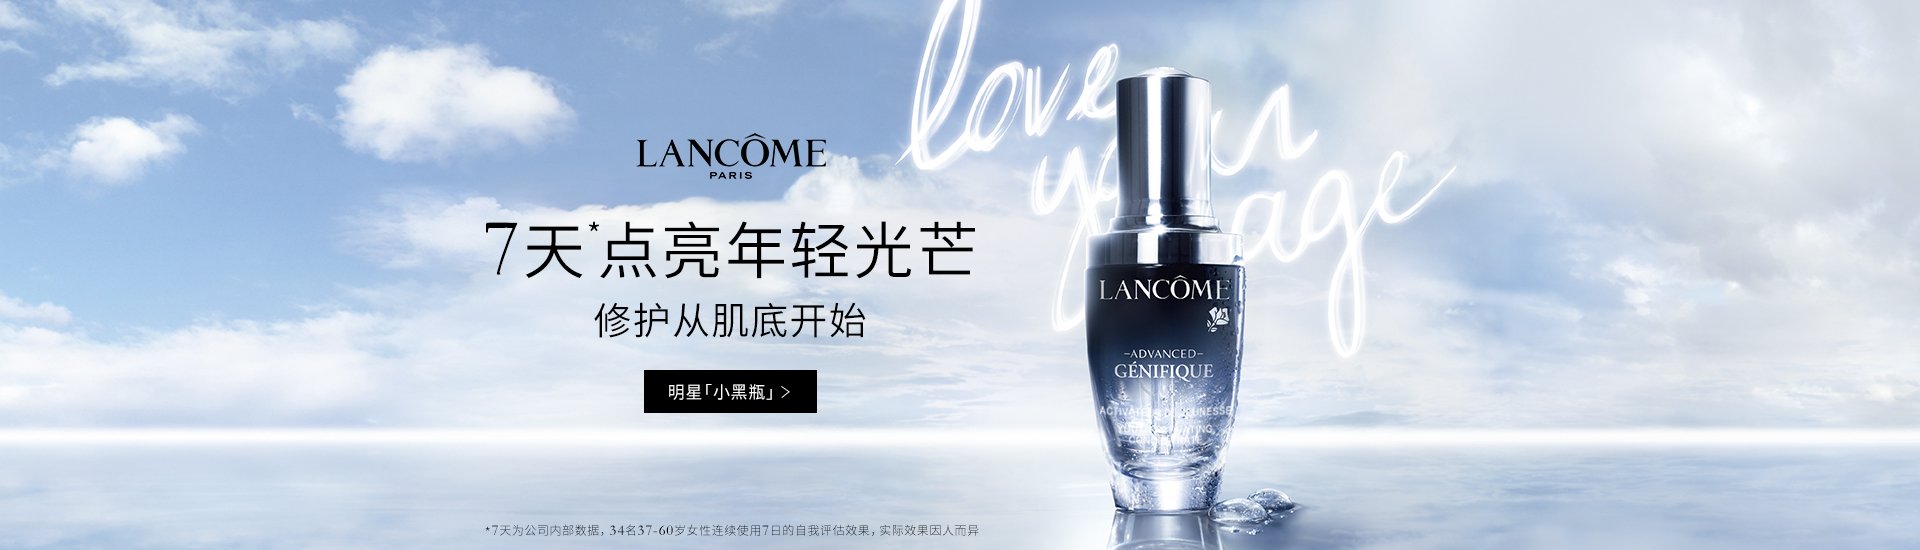 love
your
age
LANCÔME
PARIS
7天*点亮年轻光芒
修护从肌底开始
明星「小黑瓶」>
LANCÔME
-ADVANCED-
GÉNIFIQUE
*7天为公司内部数据，34名37-60岁女性连续使用7日的自我评估效果，实际效果因人而异